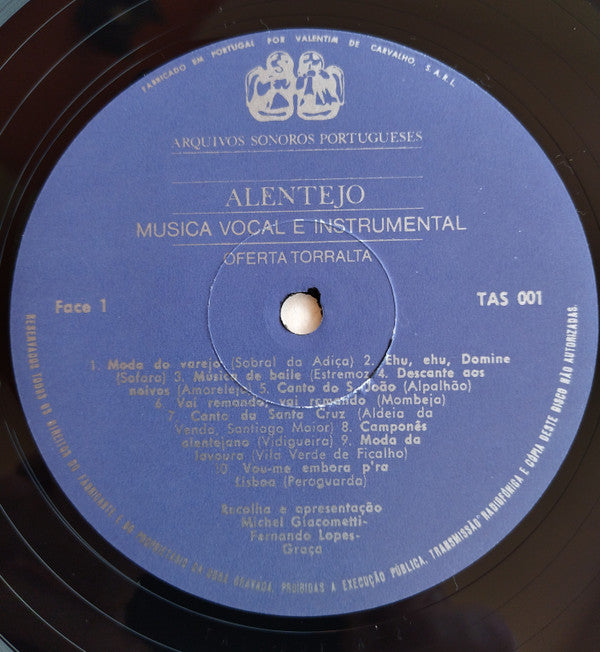 FABRICADO EM PORTUGAL POR VALENTIM DE CARVALHO, S.A.R.L.
ARQUIVOS SONOROS PORTUGUESES
ALENTEJO
MUSICA VOCAL E INSTRUMENTAL
OFERTA TORRALTA
Face 1
TAS 001
1. Moda do varejo (Sobral da Adiça) 2. Ehu, ehu, Domine
(Safara) 3. Música de baile (Estremoz) 4. Descante aos
noivos (Amareleja) 5. Canto do S. João (Alpalhão)
6. Vai remando, vai remando (Mombeja)
7. Canto da Santa Cruz (Aldeia da
Venda, Santiago Maior) 8. Camponês
alentejano (Vidigueira) 9. Moda da
lavoura (Vila Verde de Ficalho)
10. Vou-me embora p'ra
Lisboa (Peroguarda)
Recolha e apresentação
Michel Giacometti-
Fernando Lopes-
Graça
RESERVADOS TODOS OS DIREITOS DO FABRICANTE E DO PROPRIETÁRIO DA OBRA GRAVADA. PROIBIDAS A EXECUÇÃO PÚBLICA, TRANSMISSÃO RADIOFÓNICA E CÓPIA DESTE DISCO NÃO AUTORIZADAS.